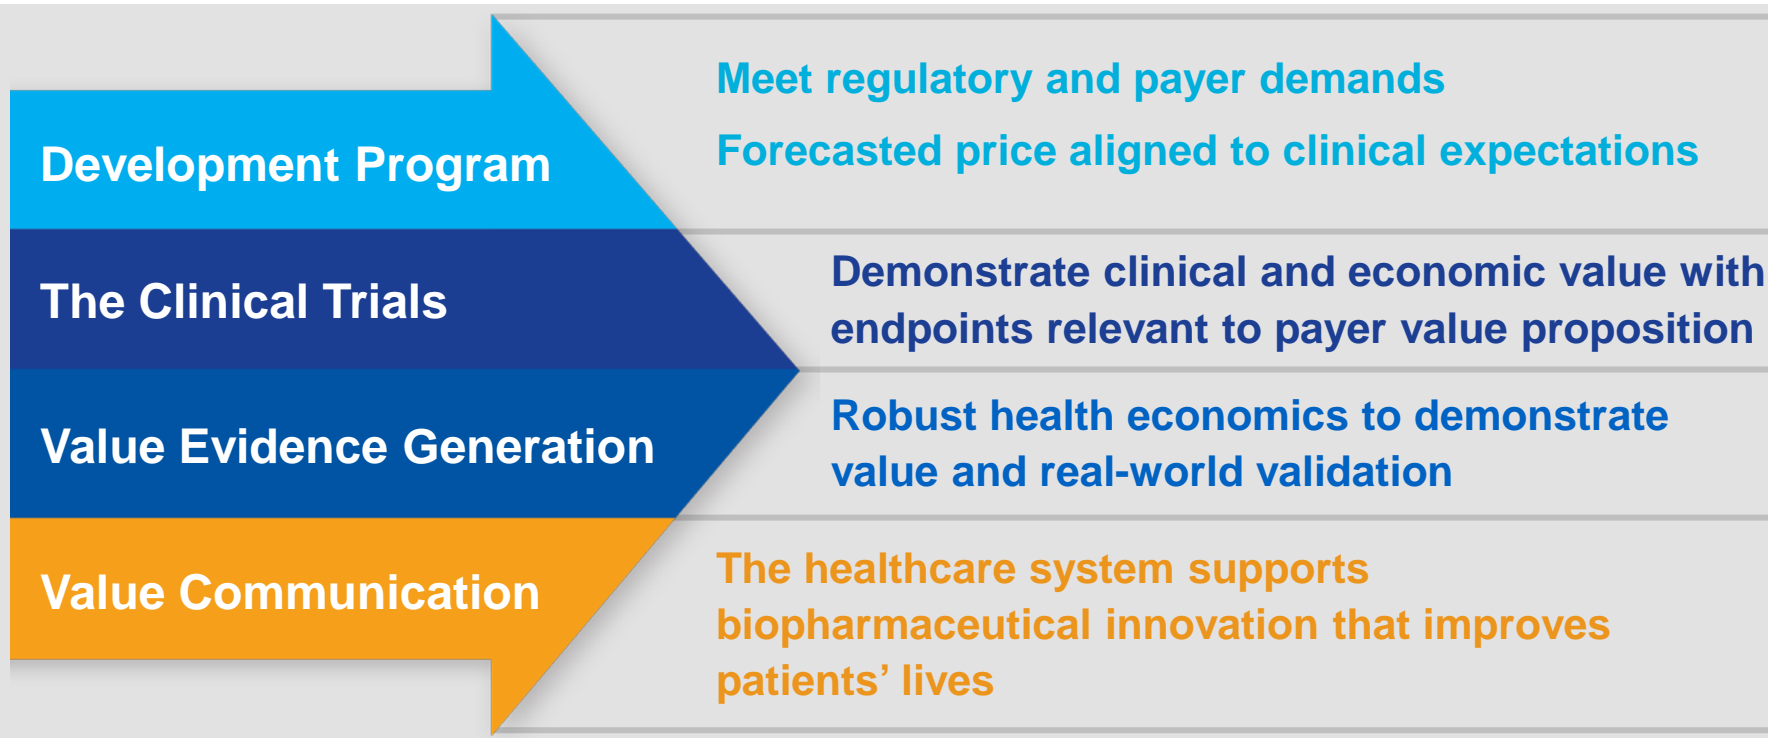 Development Program
Meet regulatory and payer demands
Forecasted price aligned to clinical expectations
The Clinical Trials
Demonstrate clinical and economic value with
endpoints relevant to payer value proposition
Value Evidence Generation
Robust health economics to demonstrate
value and real-world validation
Value Communication
The healthcare system supports
biopharmaceutical innovation that improves
patients’ lives